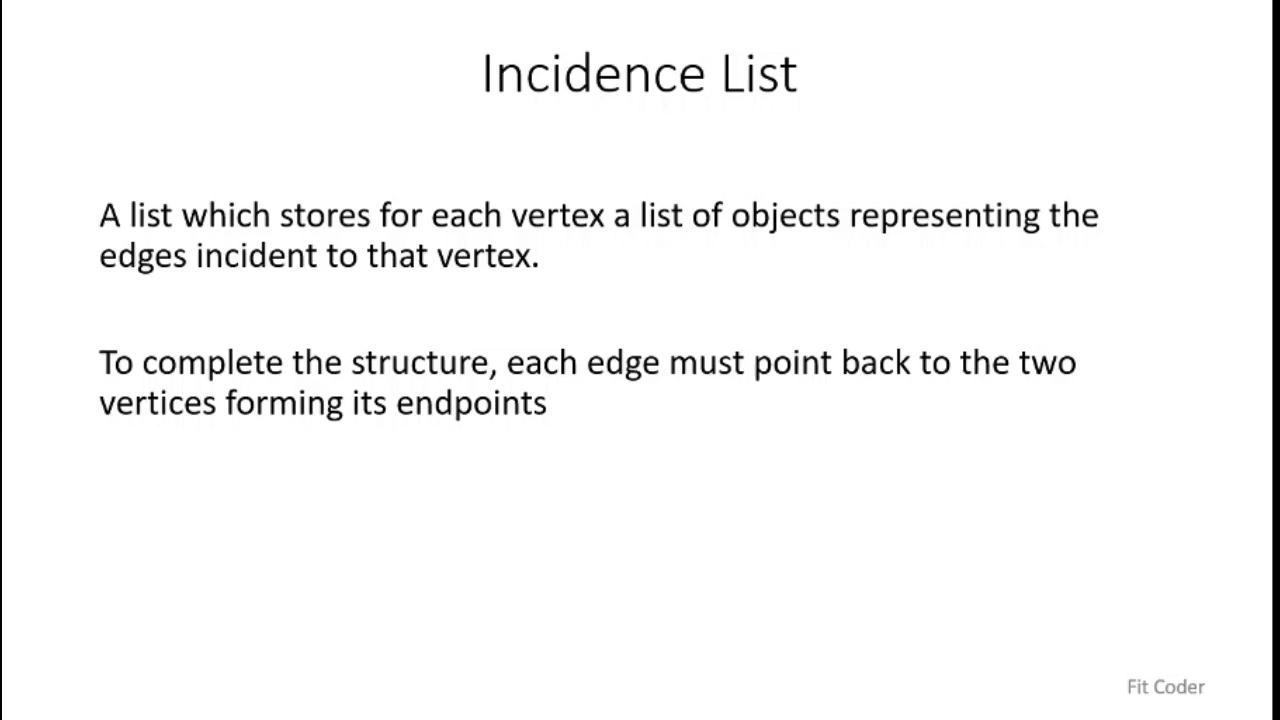 Incidence List
A list which stores for each vertex a list of objects representing the
edges incident to that vertex.
To complete the structure, each edge must point back to the two
vertices forming its endpoints
Fit Coder